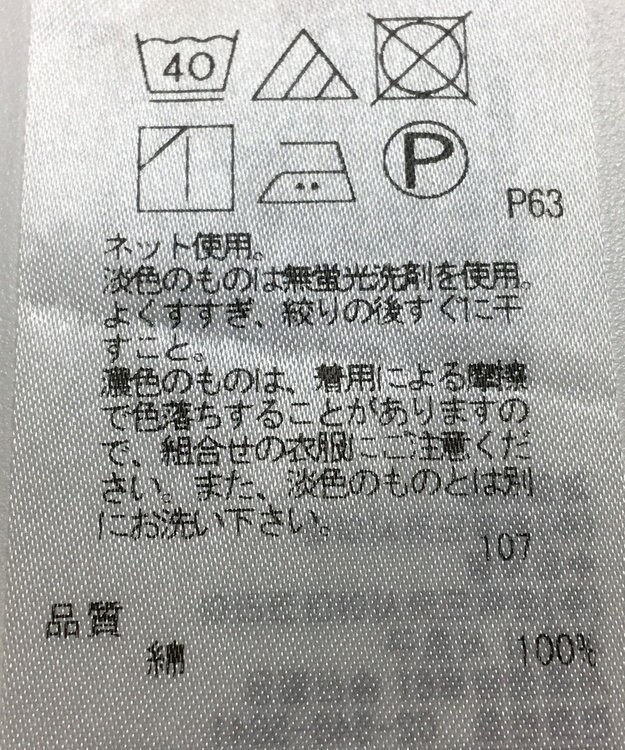 40
P
P63
ネット使用。
淡色のものは無蛍光洗剤を使用。
よくすすぎ、絞りの後すぐに干
すこと。
濃色のものは、着用による摩擦
で色落ちすることがありますの
で、組合せの衣服にご注意くだ
さい。また、淡色のものとは別
にお洗い下さい。
107
品質
綿 100%